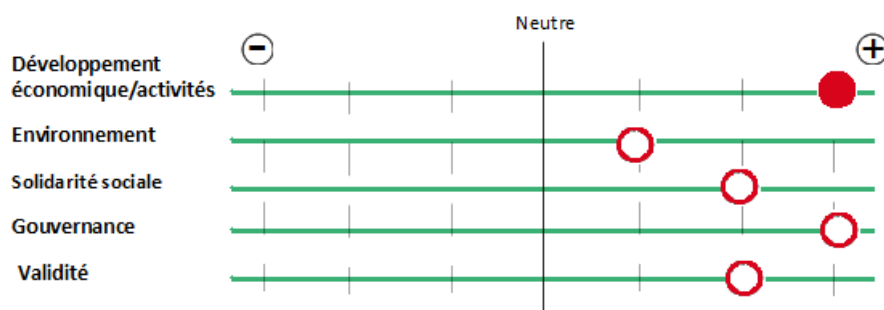 Neutre
− +
Développement
économique/activités
Environnement
Solidarité sociale
Gouvernance
Validité